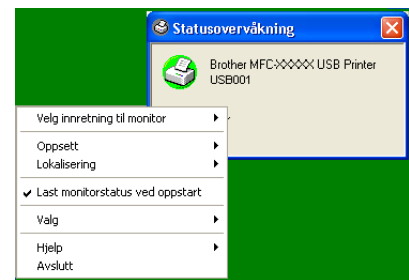 Statusovervåkning
Brother MFC-XXXXX USB Printer
USB001
Velg innretning til monitor
Oppsett
Lokalisering
Last monitorstatus ved oppstart
Valg
Hjelp
Avslutt